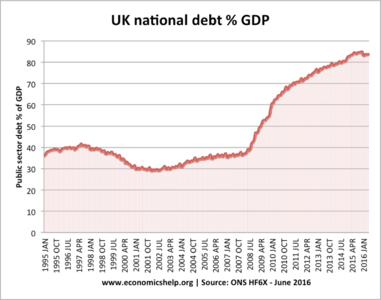 UK national debt % GDP
Public sector debt % of GDP
90
80
70
60
50
40
30
20
10
0
1995 JAN
1995 OCT
1996 JUL
1997 APR
1998 JAN
1998 OCT
1999 JUL
2000 APR
2001 JAN
2001 OCT
2002 JUL
2003 APR
2004 JAN
2004 OCT
2005 JUL
2006 APR
2007 JAN
2007 OCT
2008 JUL
2009 APR
2010 JAN
2010 OCT
2011 JUL
2012 APR
2013 JAN
2013 OCT
2014 JUL
2015 APR
2016 JAN
www.economicshelp.org | Source: ONS HF6X - June 2016